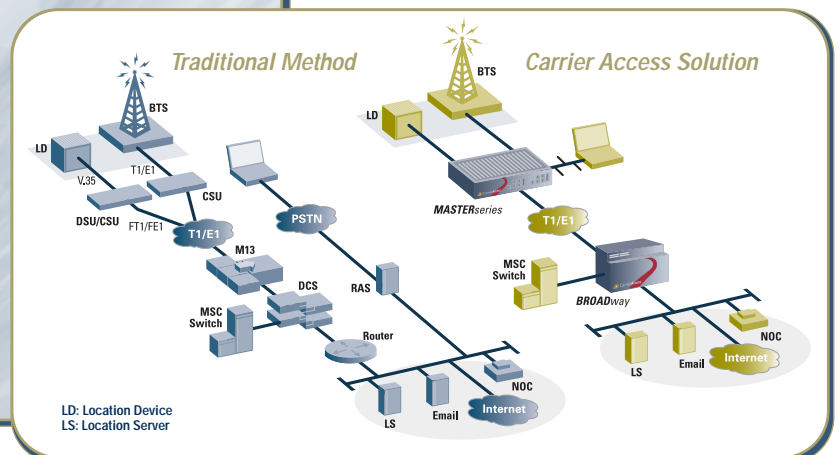 Traditional Method
Carrier Access Solution
BTS
LD
V.35
T1/E1
CSU
DSU/CSU
FT1/FE1
T1/E1
PSTN
M13
DCS
RAS
MSC
Switch
Router
NOC
LS
Email
Internet
LD: Location Device
LS: Location Server
BTS
LD
MASTERseries
T1/E1
MSC
Switch
BROADway
NOC
LS
Email
Internet